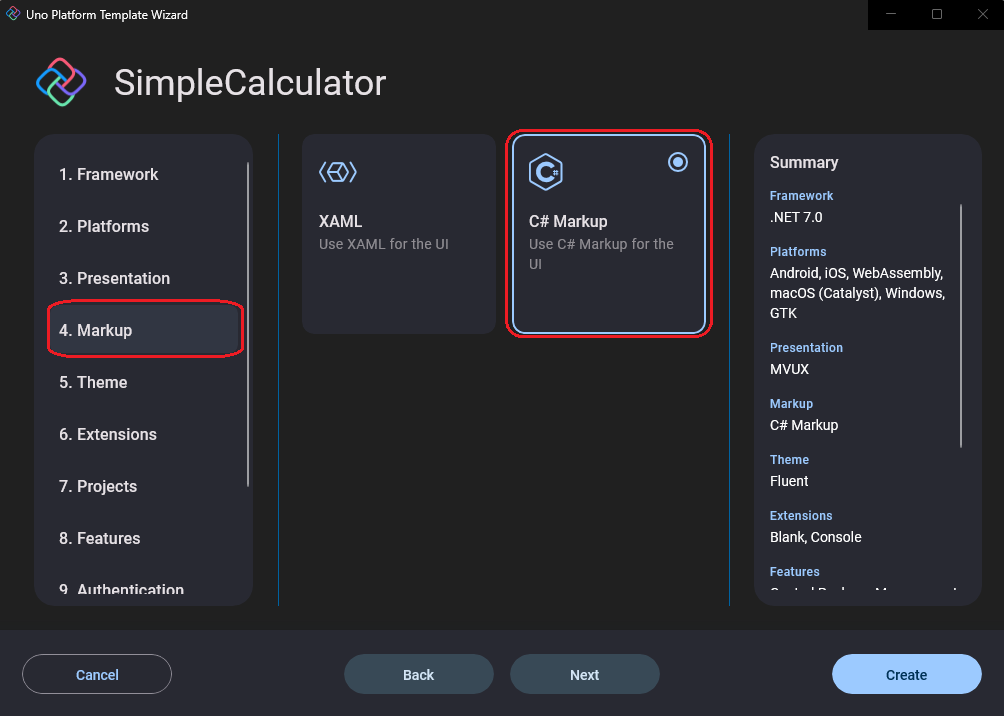 Uno Platform Template Wizard
SimpleCalculator
1. Framework
2. Platforms
3. Presentation
4. Markup
5. Theme
6. Extensions
7. Projects
8. Features
9. Authentication
XAML
Use XAML for the UI
C# Markup
Use C# Markup for the
UI
Summary
Framework
.NET 7.0
Platforms
Android, iOS, WebAssembly,
macOS (Catalyst), Windows,
GTK
Presentation
MVUX
Markup
C# Markup
Theme
Fluent
Extensions
Blank, Console
Features
Cancel
Back
Next
Create